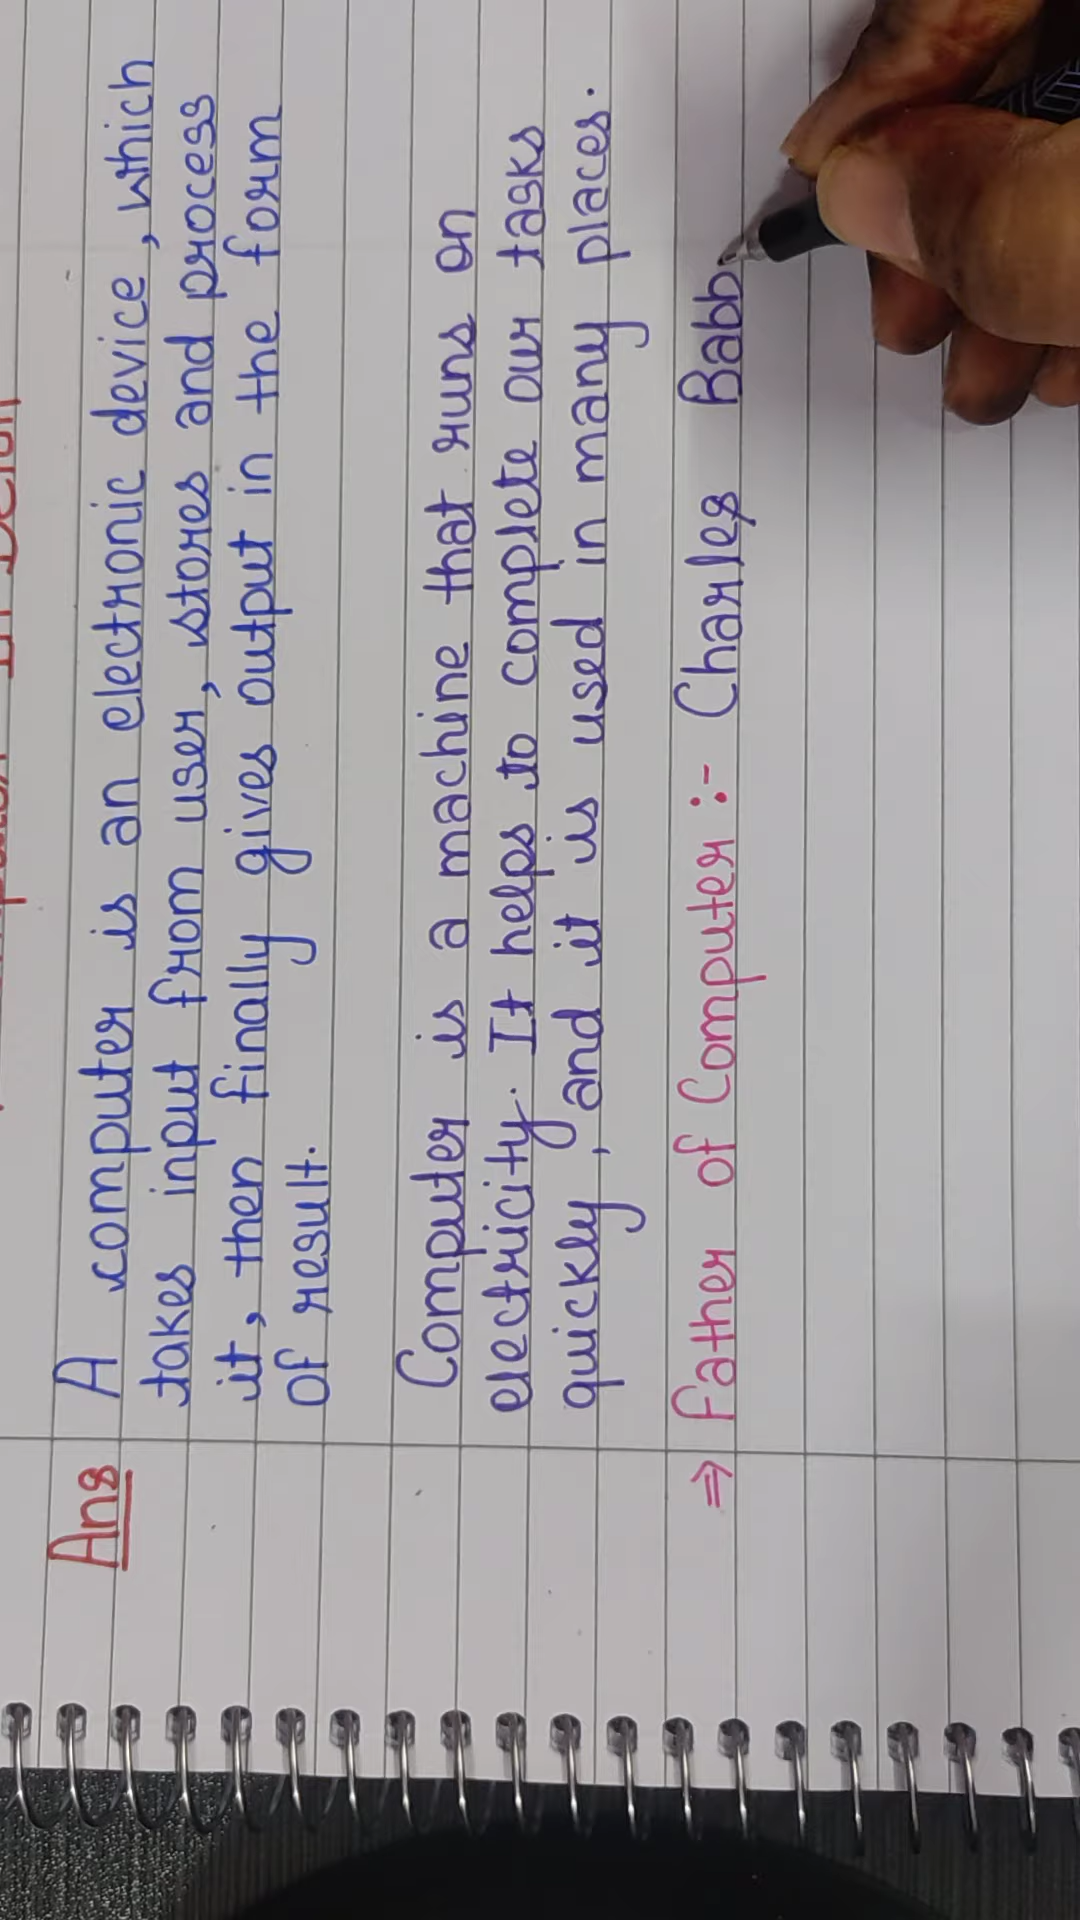 Ans A computer is an electronic device, which
takes input from user, stores and process
it, then finally gives output in the form
of result.
Computer is a machine that runs on
electricity. It helps to complete our tasks
quickly, and it is used in many places.
⇒ Father of Computer :- Charles Babb